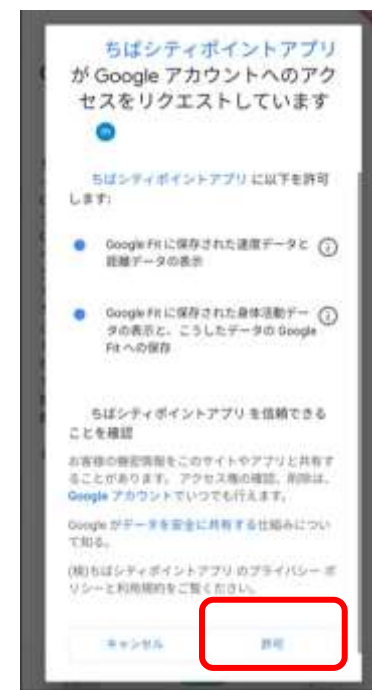 ちばシティポイントアプリ
が Google アカウントへのアク
セスをリクエストしています
ちばシティポイントアプリ に以下を許可
します:
Google Fit に保存された速度データと
距離データの表示
Google Fit に保存された身体活動デー
タの表示と、こうしたデータの Google
Fit への保存
ちばシティポイントアプリ を信頼できる
ことを確認
お客様の機密情報をこのサイトやアプリと共有す
ることがあります。 アクセス権の確認、削除は、
Google アカウントでいつでも行えます。
Google がデータを安全に共有する仕組みについ
て知る。
(株)ちばシティポイントアプリ のプライバシー ポ
リシーと利用規約をご覧ください。
キャンセル
許可